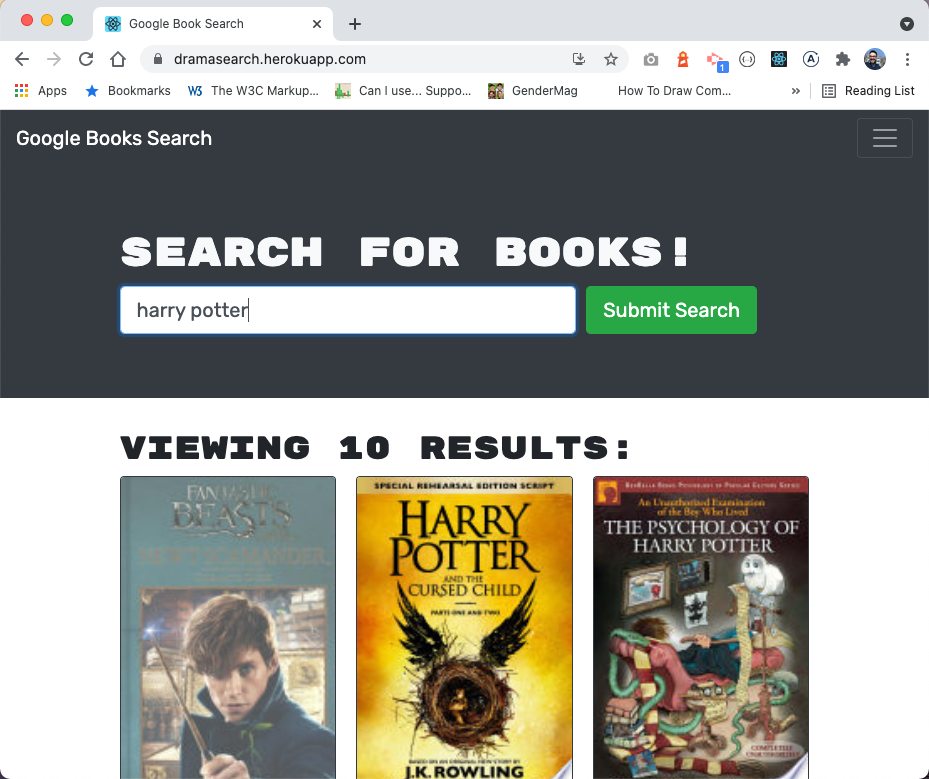 Google Book Search
dramasearch.herokuapp.com
1
Apps
Bookmarks
W3
The W3C Markup...
Can I use... Suppo...
GenderMag
How To Draw Com...
»
Reading List
Google Books Search
SEARCH FOR BOOKS!
harry potter
Submit Search
VIEWING 10 RESULTS:
FANTASTIC
BEASTS
NEWT SCAMANDER
SPECIAL REHEARSAL EDITION SCRIPT
HARRY
POTTER
AND THE
CURSED CHILD
PARTS ONE AND TWO
BASED ON AN ORIGINAL NEW STORY BY
J.K. ROWLING
BenBella Books Psychology of Popular Culture Series
An Unauthorized Examination
of the Boy Who Lived
THE PSYCHOLOGY OF
HARRY POTTER